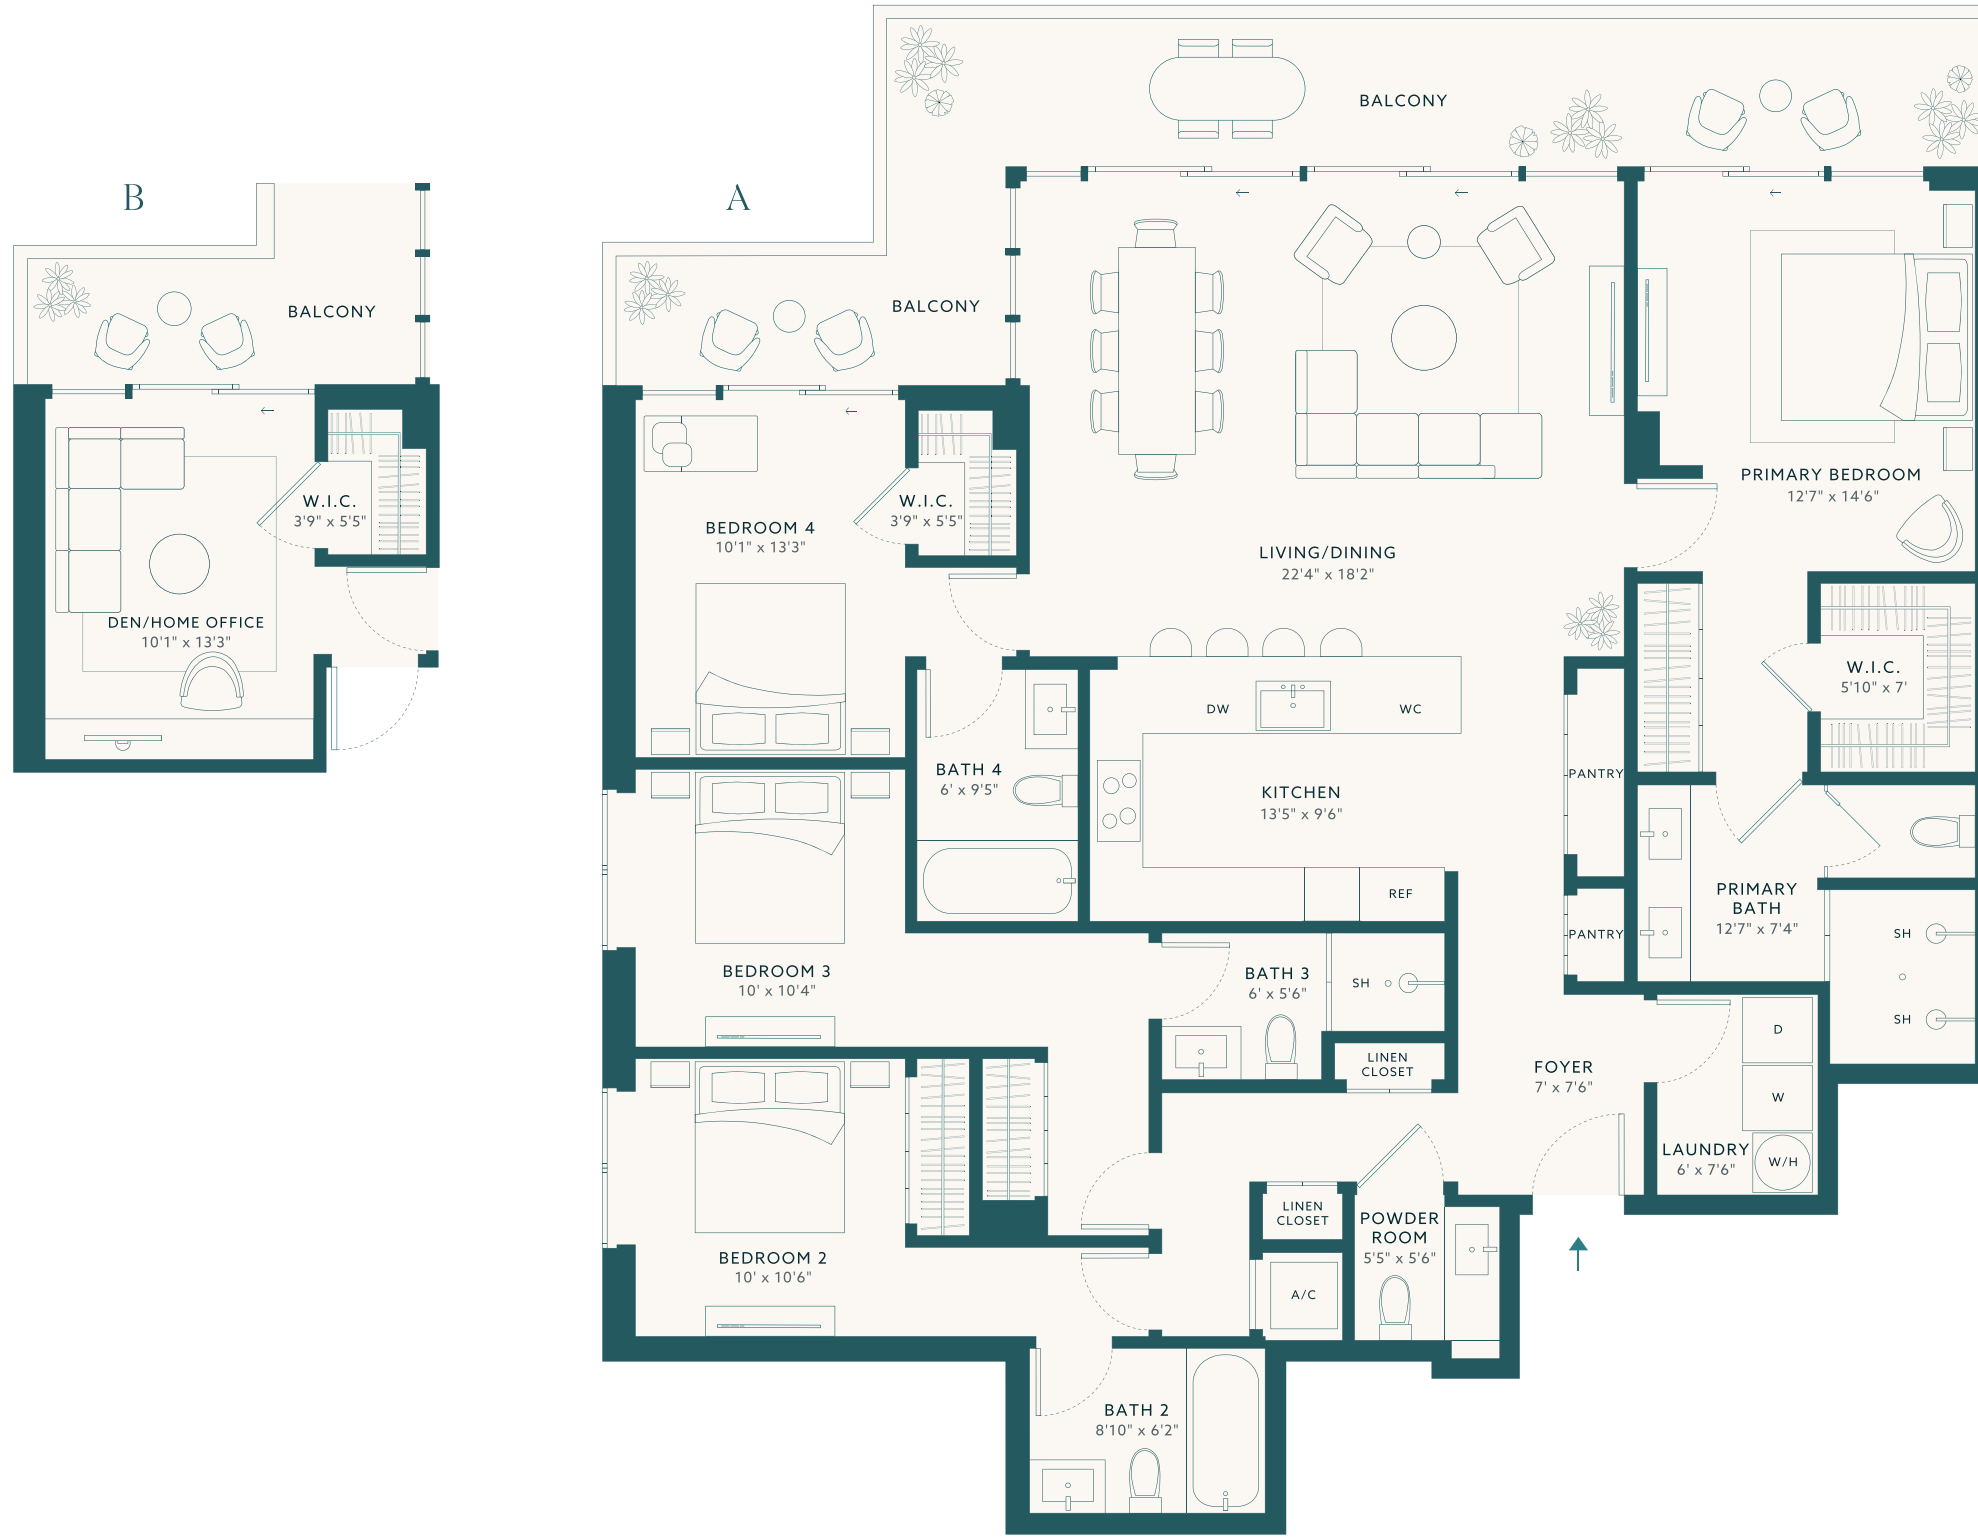 B
BALCONY
W.I.C.
3'9" x 5'5"
DEN/HOME OFFICE
10'1" x 13'3"
A
BALCONY
BALCONY
PRIMARY BEDROOM
12'7" x 14'6"
W.I.C.
3'9" x 5'5"
BEDROOM 4
10'1" x 13'3"
LIVING/DINING
22'4" x 18'2"
W.I.C.
5'10" x 7'
DW
WC
BATH 4
6' x 9'5"
PANTRY
KITCHEN
13'5" x 9'6"
REF
PRIMARY
BATH
12'7" x 7'4"
PANTRY
SH
BEDROOM 3
10' x 10'4"
BATH 3
6' x 5'6"
SH
SH
D
LINEN
CLOSET
FOYER
7' x 7'6"
W
LAUNDRY
6' x 7'6"
W/H
LINEN
CLOSET
POWDER
ROOM
5'5" x 5'6"
BEDROOM 2
10' x 10'6"
A/C
BATH 2
8'10" x 6'2"